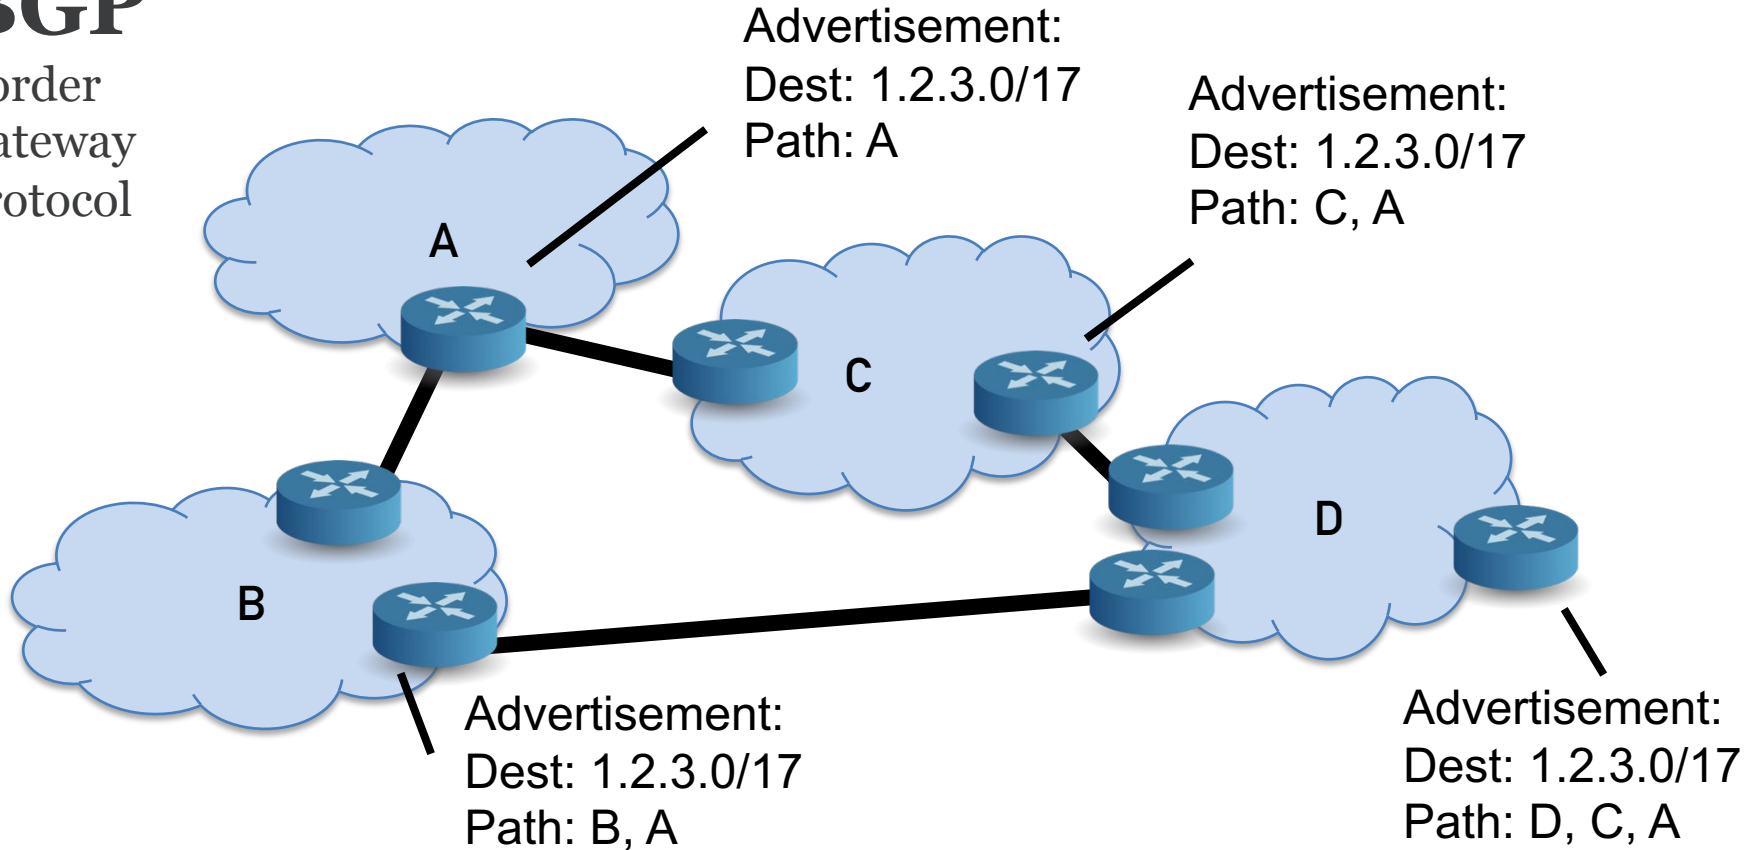 BGP
order
ateway
rotocol
Advertisement:
Dest: 1.2.3.0/17
Path: A
Advertisement:
Dest: 1.2.3.0/17
Path: C, A
A
C
D
B
Advertisement:
Dest: 1.2.3.0/17
Path: B, A
Advertisement:
Dest: 1.2.3.0/17
Path: D, C, A